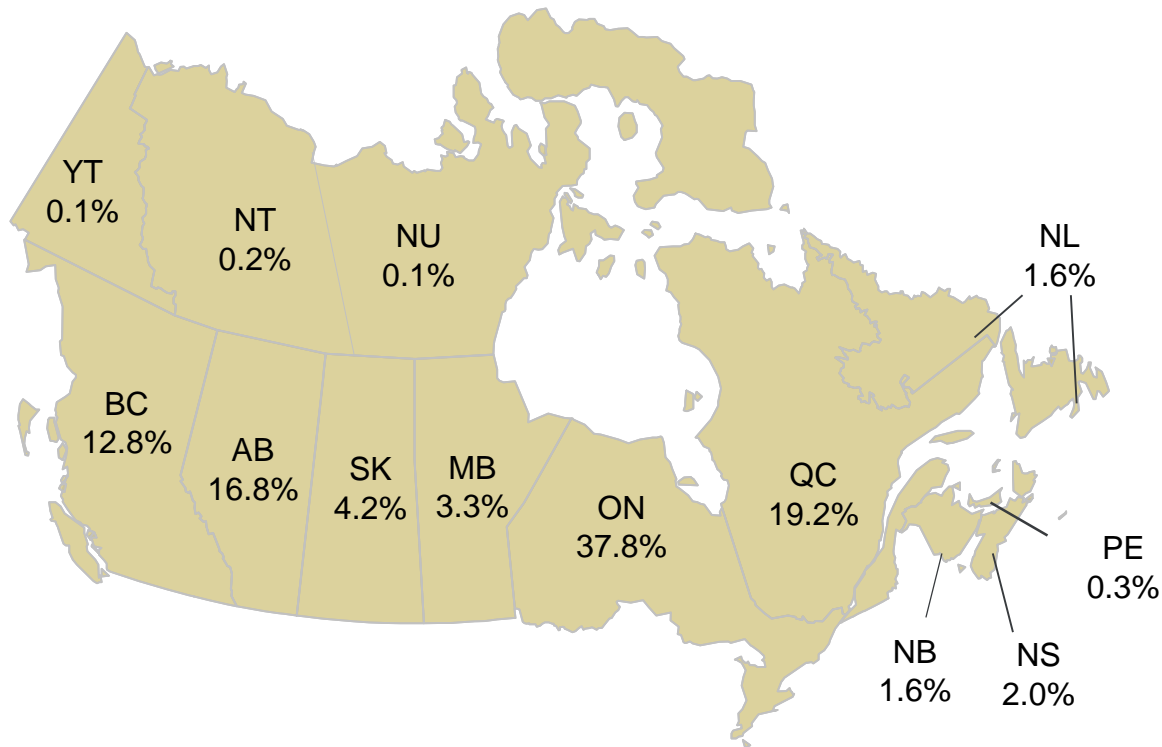 YT
0.1%
NT
0.2%
NU
0.1%
NL
1.6%
BC
12.8%
AB
16.8%
SK
4.2%
MB
3.3%
ON
37.8%
QC
19.2%
PE
0.3%
NB
1.6%
NS
2.0%